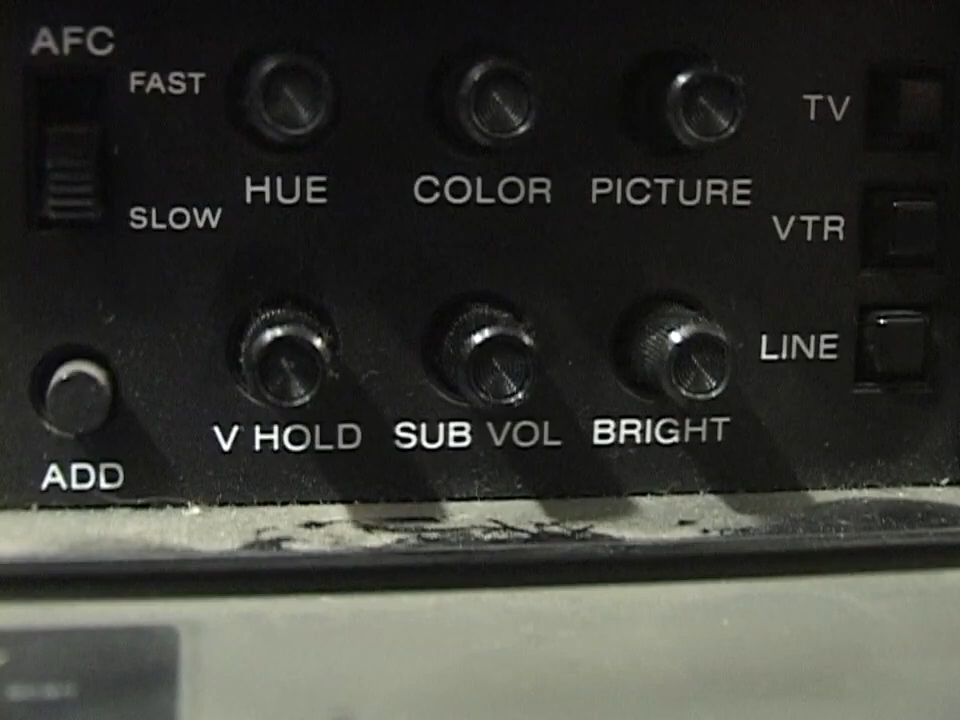 AFC
FAST
SLOW
HUE
COLOR
PICTURE
TV
VTR
LINE
ADD
V HOLD
SUB VOL
BRIGHT